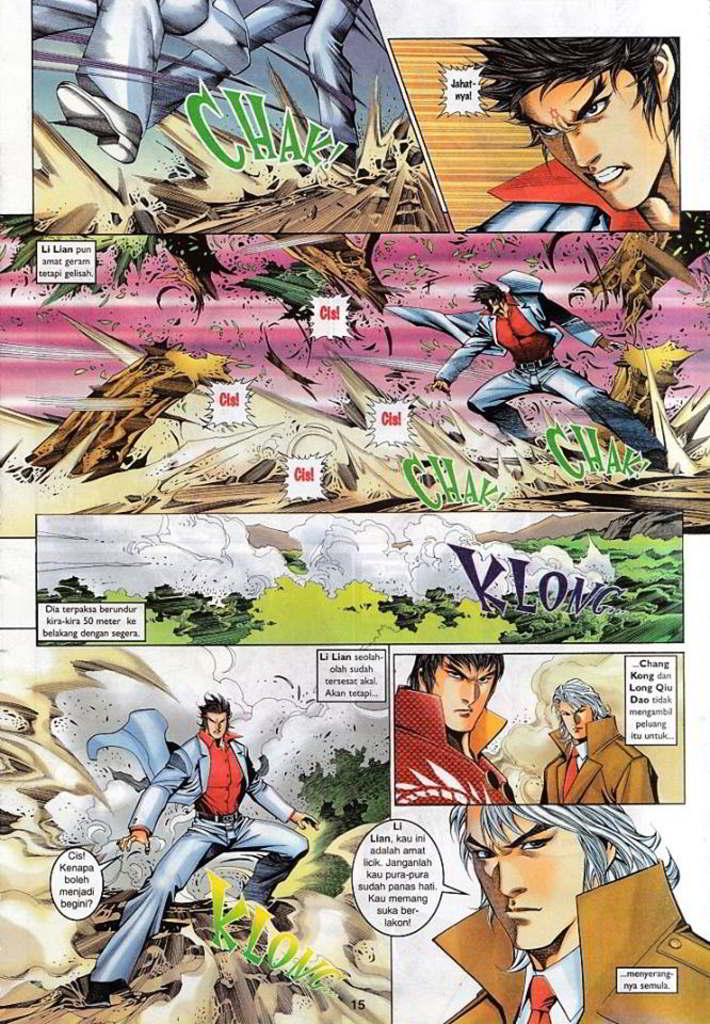 CHAK!
Jahat-
nya!
Li Lian pun
amat geram
tetapi gelisah.
Cis!
Cis!
Cis!
Cis!
CHAK
CHAK
KLONG
Dia terpaksa berundur
kira-kira 50 meter ke
belakang dengan segera.
Li Lian seolah-
olah sudah
tersesat akal.
Akan tetapi...
...Chang
Kong dan
Long Qiu
Dao tidak
mengambil
peluang
itu untuk...
Cis!
Kenapa
boleh
menjadi
begini?
KLONG
Li
Lian, kau ini
adalah amat
licik. Janganlah
kau pura-pura
sudah panas hati.
Kau memang
suka ber-
lakon!
...menyerang-
nya semula.
15